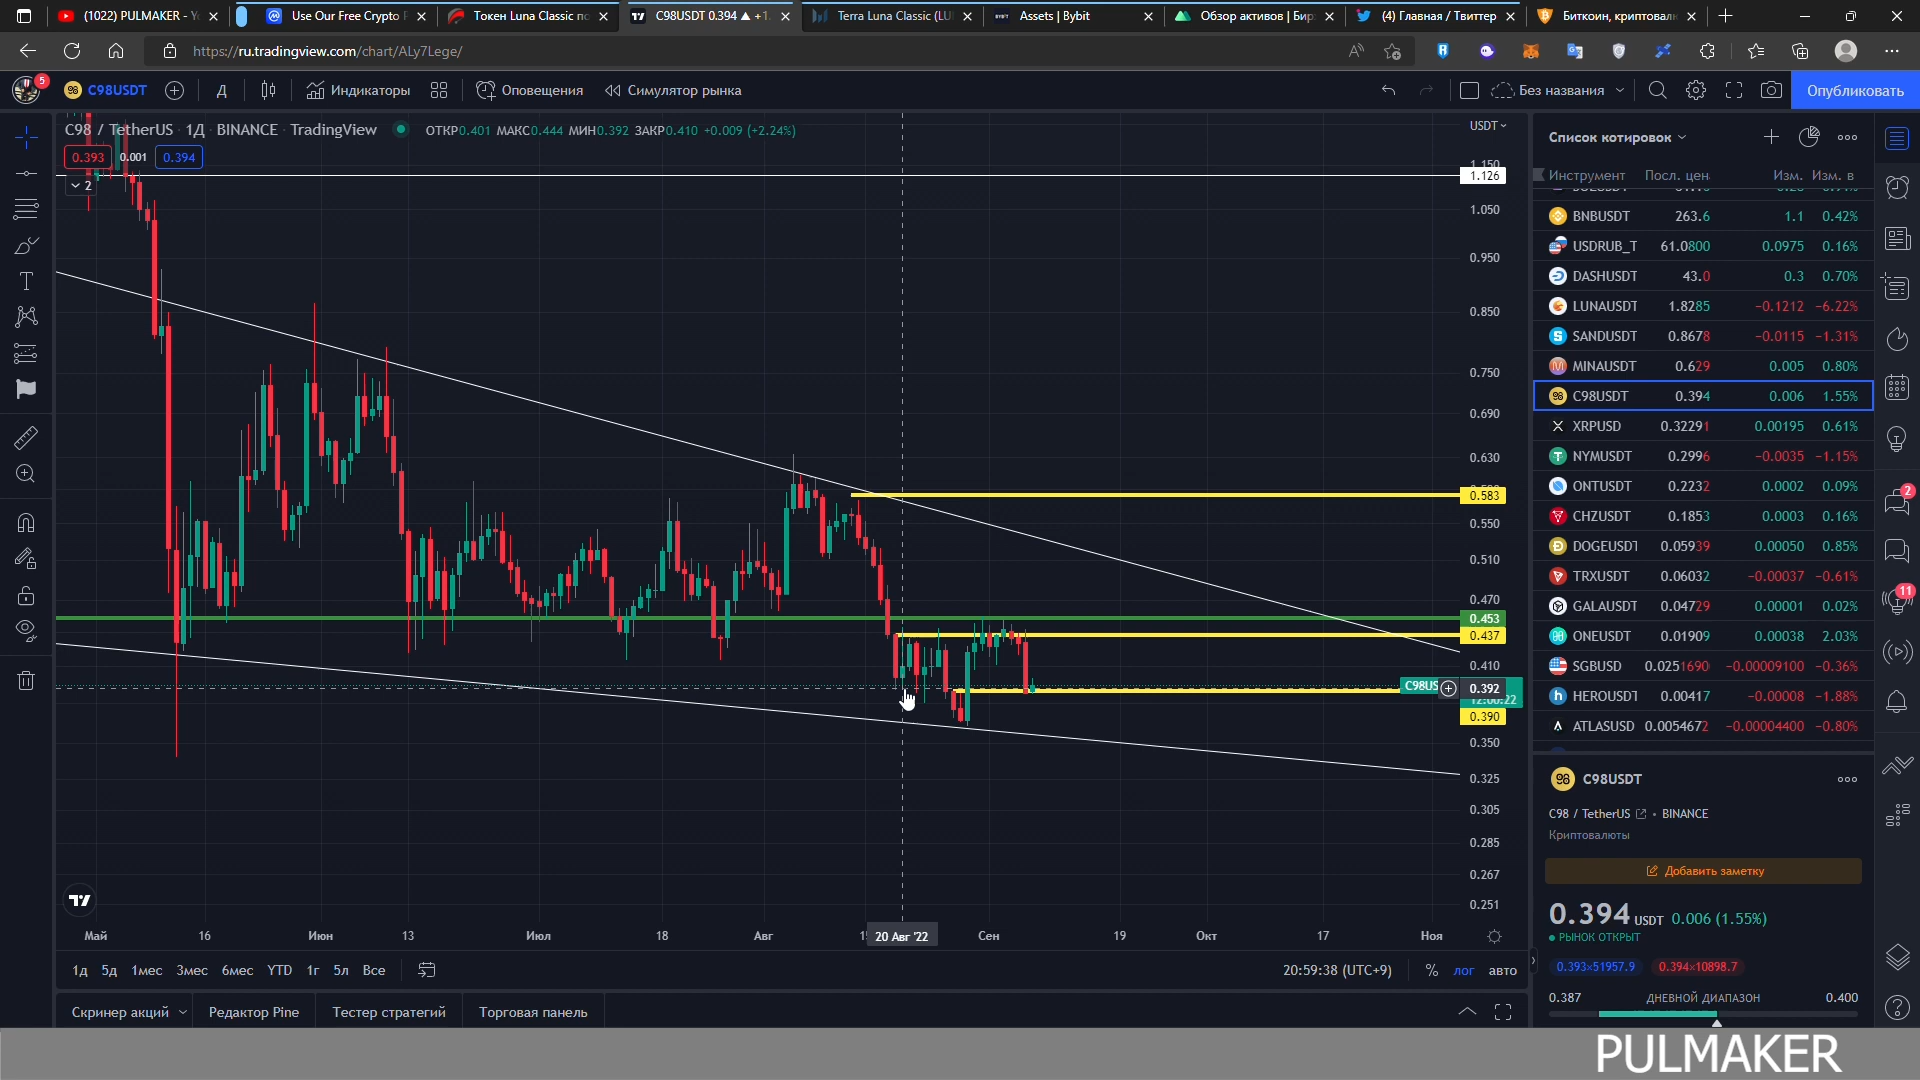 (1022) PULMAKER - Yo
Use Our Free Crypto P
Токен Luna Classic по
C98USDT 0.394 ▲ +1.
Terra Luna Classic (LU
Assets | Bybit
Обзор активов | Бир
(4) Главная / Твиттер
Биткоин, криптовал
https://ru.tradingview.com/chart/ALy7Lege/
5
C98USDT
Д
Индикаторы
Оповещения
Симулятор рынка
Без названия
Опубликовать
C98 / TetherUS · 1Д · BINANCE · TradingView
ОТКР0.401 МАКС0.444 МИН0.392 ЗАКР0.410 +0.009 (+2.24%)
0.393 0.001 0.394
2
USDT
1.150
1.126
1.050
0.950
0.850
0.750
0.690
0.630
0.583
0.550
0.510
0.470
0.453
0.437
0.410
C98US 0.392
12:00:22
0.390
0.350
0.325
0.305
0.285
0.267
0.251
Май 16 Июн 13 Июл 18 Авг 20 Авг '22 Сен 19 Окт 17 Ноя
1д 5д 1мес 3мес 6мес YTD 1г 5л Все
20:59:38 (UTC+9) % лог авто
Скринер акций Редактор Pine Тестер стратегий Торговая панель
Список котировок
Инструмент Посл. цен Изм. Изм. в
BNBUSDT 263.6 1.1 0.42%
USDRUB_T 61.0800 0.0975 0.16%
DASHUSDT 43.0 0.3 0.70%
LUNAUSDT 1.8285 −0.1212 −6.22%
SANDUSDT 0.8678 −0.0115 −1.31%
MINAUSDT 0.629 0.005 0.80%
C98USDT 0.394 0.006 1.55%
XRPUSD 0.32291 0.00195 0.61%
NYMUSDT 0.2996 −0.0035 −1.15%
ONTUSDT 0.2232 0.0002 0.09%
CHZUSDT 0.1853 0.0003 0.16%
DOGEUSDT 0.05939 0.00050 0.85%
TRXUSDT 0.06032 −0.00037 −0.61%
GALAUSDT 0.04729 0.00001 0.02%
ONEUSDT 0.01909 0.00038 2.03%
SGBUSD 0.0251690 −0.00009100 −0.36%
HEROUSDT 0.00417 −0.00008 −1.88%
ATLASUSD 0.0054672 −0.00004400 −0.80%
C98USDT
C98 / TetherUS • BINANCE
Криптовалюты
Добавить заметку
0.394 USDT 0.006 (1.55%)
РЫНОК ОТКРЫТ
0.393×51957.9 0.394×10898.7
0.387 ДНЕВНОЙ ДИАПАЗОН 0.400
2
11
PULMAKER